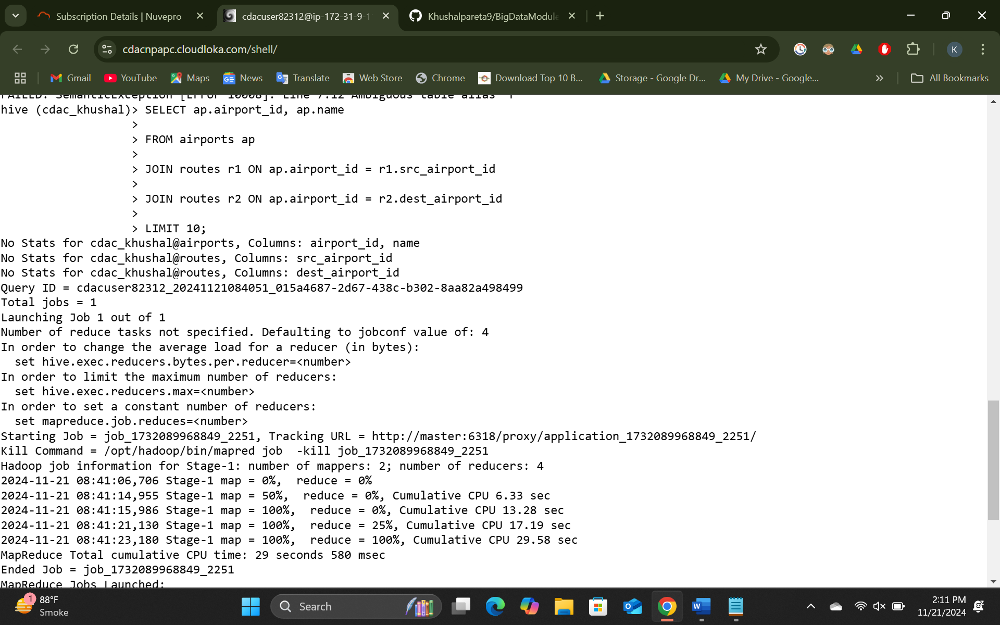 Subscription Details | Nuvepro
cdacuser82312@ip-172-31-9-1
Khushalpareta9/BigDataModule
cdacnpapc.cloudloka.com/shell/
K
Gmail
YouTube
Maps
News
Translate
Web Store
Chrome
Download Top 10 B...
Storage - Google Dr...
My Drive - Google...
All Bookmarks
FAILED: SemanticException [Error 10008]: Line 7:12 Ambiguous table alias 'r'
hive (cdac_khushal)> SELECT ap.airport_id, ap.name
>
> FROM airports ap
>
> JOIN routes r1 ON ap.airport_id = r1.src_airport_id
>
> JOIN routes r2 ON ap.airport_id = r2.dest_airport_id
>
> LIMIT 10;
No Stats for cdac_khushal@airports, Columns: airport_id, name
No Stats for cdac_khushal@routes, Columns: src_airport_id
No Stats for cdac_khushal@routes, Columns: dest_airport_id
Query ID = cdacuser82312_20241121084051_015a4687-2d67-438c-b302-8aa82a498499
Total jobs = 1
Launching Job 1 out of 1
Number of reduce tasks not specified. Defaulting to jobconf value of: 4
In order to change the average load for a reducer (in bytes):
  set hive.exec.reducers.bytes.per.reducer=<number>
In order to limit the maximum number of reducers:
  set hive.exec.reducers.max=<number>
In order to set a constant number of reducers:
  set mapreduce.job.reduces=<number>
Starting Job = job_1732089968849_2251, Tracking URL = http://master:6318/proxy/application_1732089968849_2251/
Kill Command = /opt/hadoop/bin/mapred job  -kill job_1732089968849_2251
Hadoop job information for Stage-1: number of mappers: 2; number of reducers: 4
2024-11-21 08:41:06,706 Stage-1 map = 0%,  reduce = 0%
2024-11-21 08:41:14,955 Stage-1 map = 50%,  reduce = 0%, Cumulative CPU 6.33 sec
2024-11-21 08:41:15,986 Stage-1 map = 100%,  reduce = 0%, Cumulative CPU 13.28 sec
2024-11-21 08:41:21,130 Stage-1 map = 100%,  reduce = 25%, Cumulative CPU 17.19 sec
2024-11-21 08:41:23,180 Stage-1 map = 100%,  reduce = 100%, Cumulative CPU 29.58 sec
MapReduce Total cumulative CPU time: 29 seconds 580 msec
Ended Job = job_1732089968849_2251
MapReduce Jobs Launched:
1
88°F
Smoke
Search
2:11 PM
11/21/2024